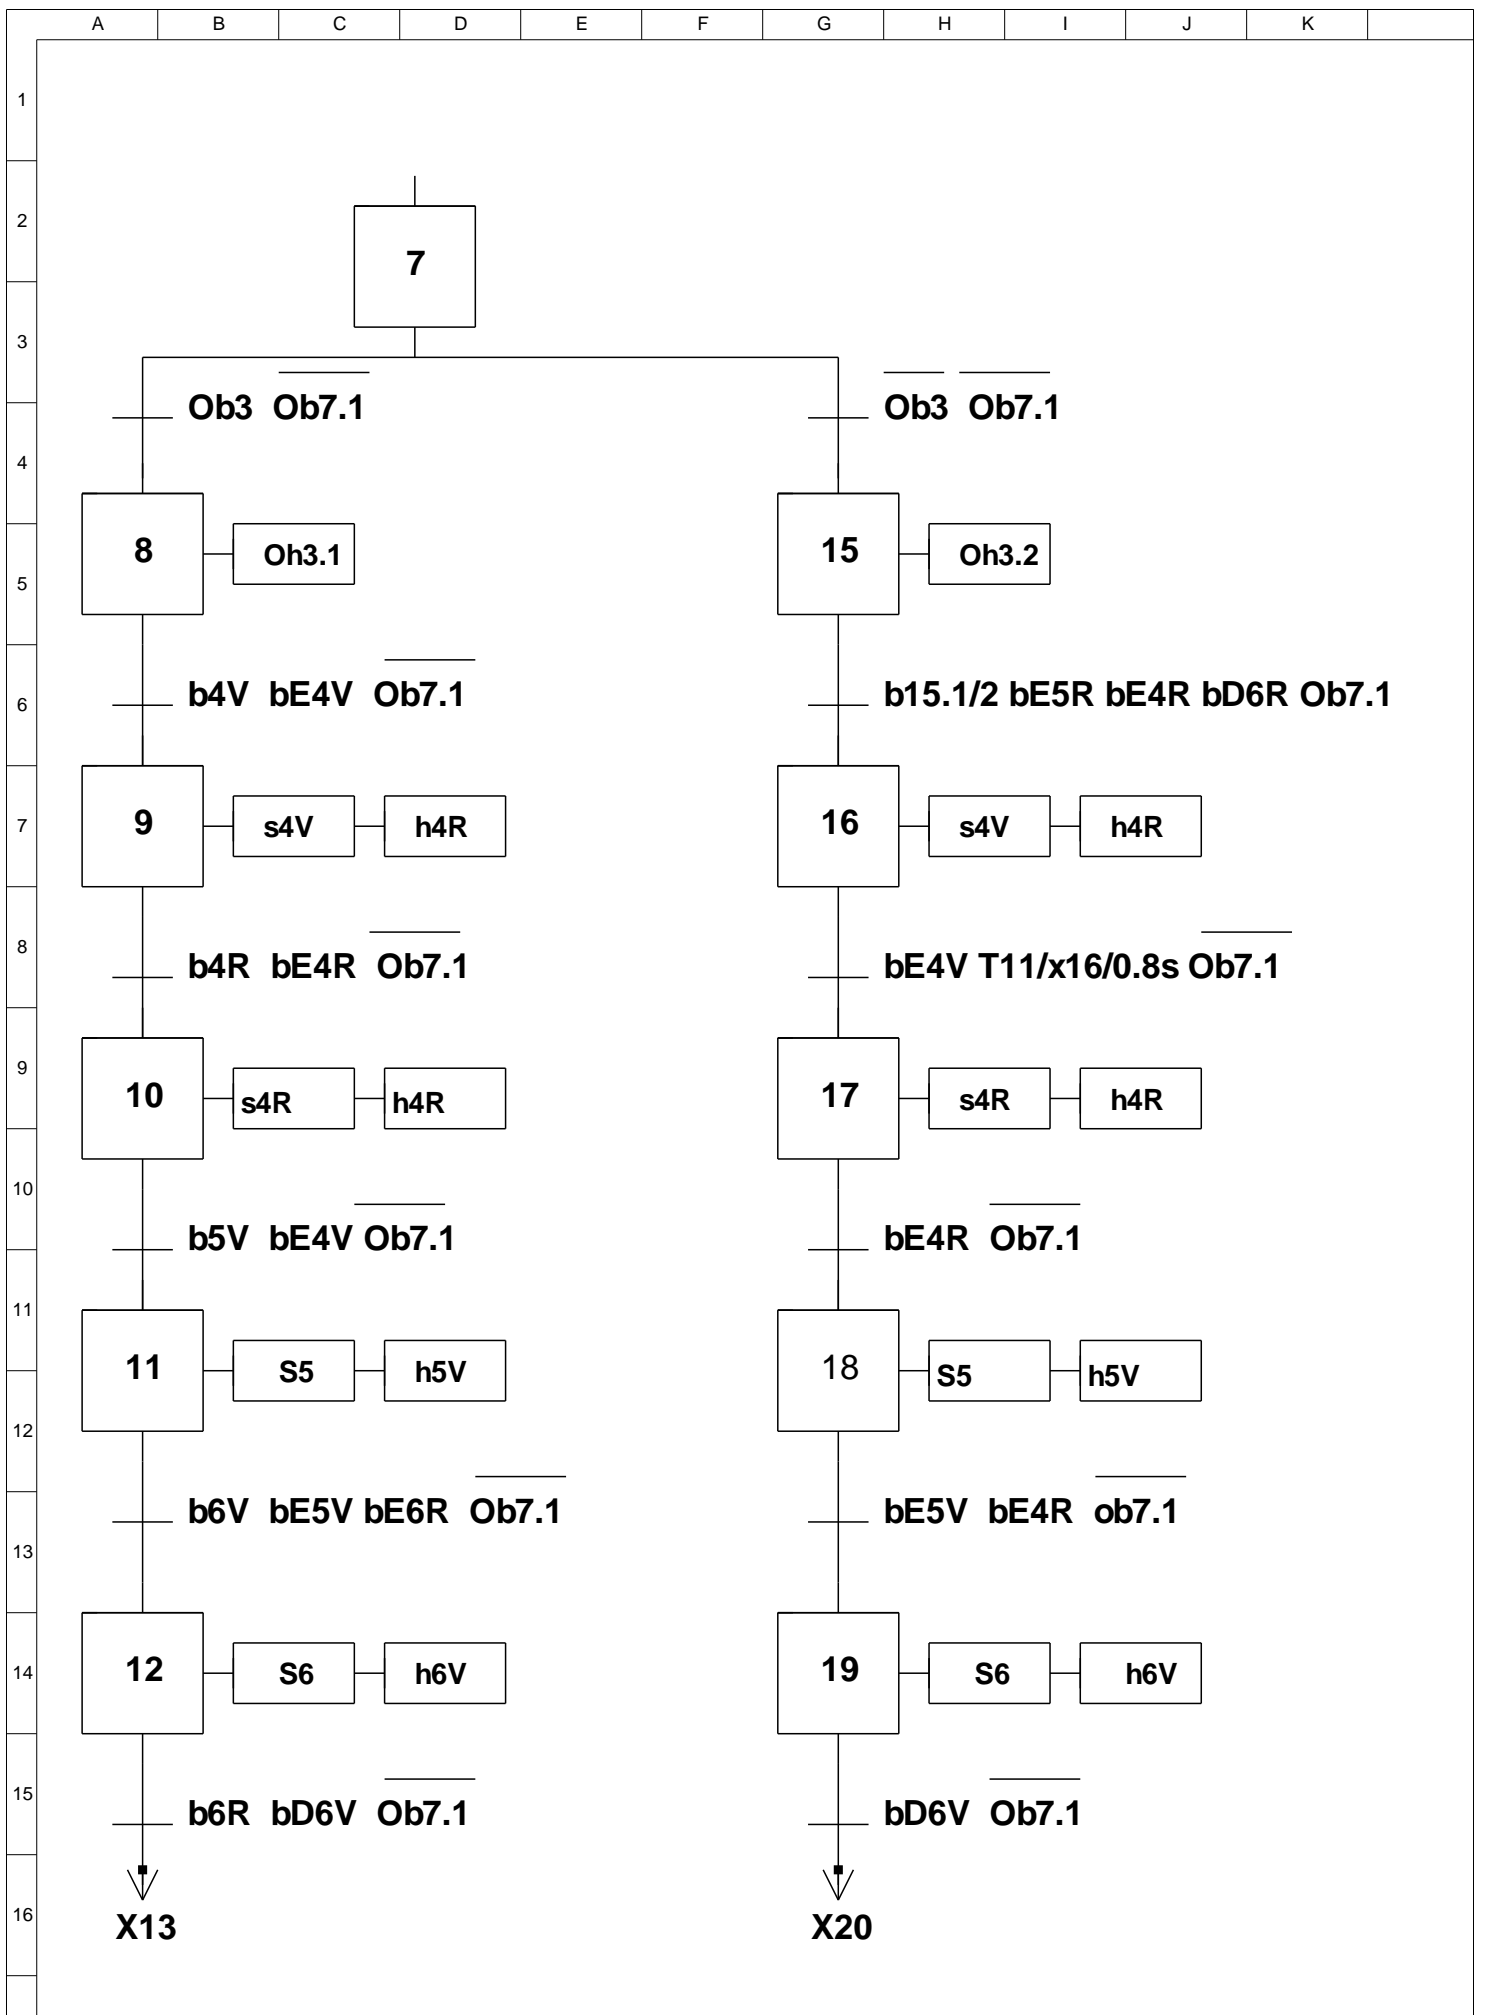 A B C D E F G H I J K
1
2
7
3
Ob3 Ob7.1 Ob3 Ob7.1
4
8 Oh3.1 15 Oh3.2
5
b4V bE4V Ob7.1 b15.1/2 bE5R bE4R bD6R Ob7.1
6
9 s4V h4R 16 s4V h4R
7
8
b4R bE4R Ob7.1 bE4V T11/x16/0.8s Ob7.1
9
10 s4R h4R 17 s4R h4R
10
b5V bE4V Ob7.1 bE4R Ob7.1
11
11 S5 h5V 18 S5 h5V
12
b6V bE5V bE6R Ob7.1 bE5V bE4R ob7.1
13
12 S6 h6V 19 S6 h6V
14
15
b6R bD6V Ob7.1 bD6V Ob7.1
16
X13 X20